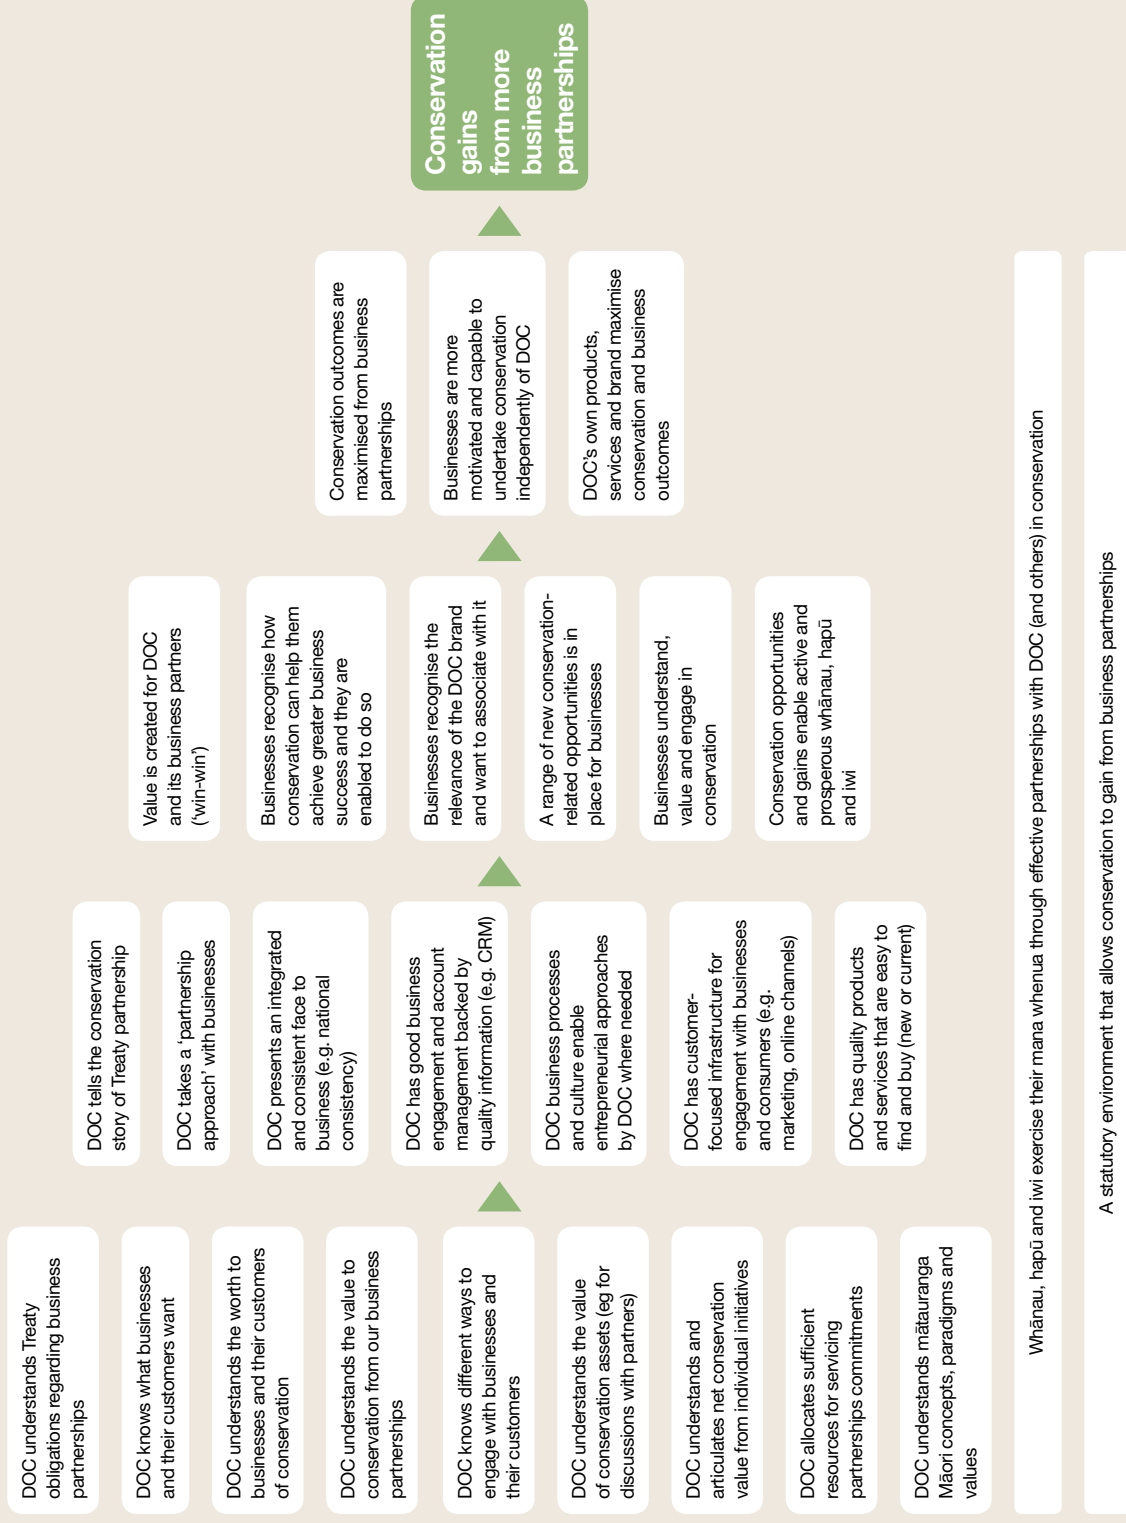 DOC understands Treaty
obligations regarding business
partnerships
DOC knows what businesses
and their customers want
DOC understands the worth to
businesses and their customers
of conservation
DOC understands the value to
conservation from our business
partnerships
DOC knows different ways to
engage with businesses and
their customers
DOC understands the value
of conservation assets (eg for
discussions with partners)
DOC understands and
articulates net conservation
value from individual initiatives
DOC allocates sufficient
resources for servicing
partnerships commitments
DOC understands mātauranga
Māori concepts, paradigms and
values
DOC tells the conservation
story of Treaty partnership
DOC takes a ‘partnership
approach’ with businesses
DOC presents an integrated
and consistent face to
business (e.g. national
consistency)
DOC has good business
engagement and account
management backed by
quality information (e.g. CRM)
DOC business processes
and culture enable
entrepreneurial approaches
by DOC where needed
DOC has customer-
focused infrastructure for
engagement with businesses
and consumers (e.g.
marketing, online channels)
DOC has quality products
and services that are easy to
find and buy (new or current)
Value is created for DOC
and its business partners
(‘win-win’)
Businesses recognise how
conservation can help them
achieve greater business
success and they are
enabled to do so
Businesses recognise the
relevance of the DOC brand
and want to associate with it
A range of new conservation-
related opportunities is in
place for businesses
Businesses understand,
value and engage in
conservation
Conservation opportunities
and gains enable active and
prosperous whānau, hapū
and iwi
Conservation outcomes are
maximised from business
partnerships
Businesses are more
motivated and capable to
undertake conservation
independently of DOC
DOC’s own products,
services and brand maximise
conservation and business
outcomes
Conservation
gains
from more
business
partnerships
Whānau, hapū and iwi exercise their mana whenua through effective partnerships with DOC (and others) in conservation
A statutory environment that allows conservation to gain from business partnerships